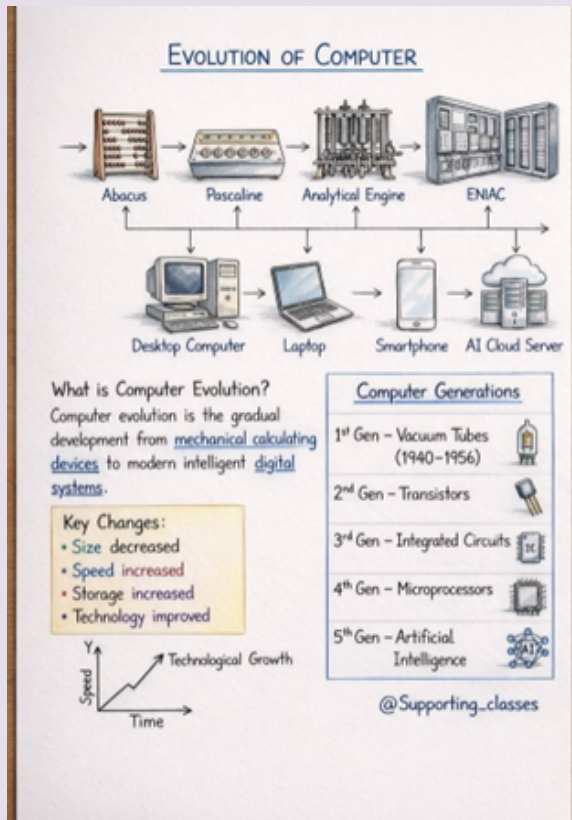 EVOLUTION OF COMPUTER
Abacus
Pascaline
Analytical Engine
ENIAC
Desktop Computer
Laptop
Smartphone
AI Cloud Server
What is Computer Evolution?
Computer evolution is the gradual
development from mechanical calculating
devices to modern intelligent digital
systems.
Key Changes:
• Size decreased
• Speed increased
• Storage increased
• Technology improved
Y
Technological Growth
Speed
Time
Computer Generations
1st Gen – Vacuum Tubes
(1940–1956)
2nd Gen – Transistors
3rd Gen – Integrated Circuits
IC
4th Gen – Microprocessors
5th Gen – Artificial
Intelligence
AI
@Supporting_classes